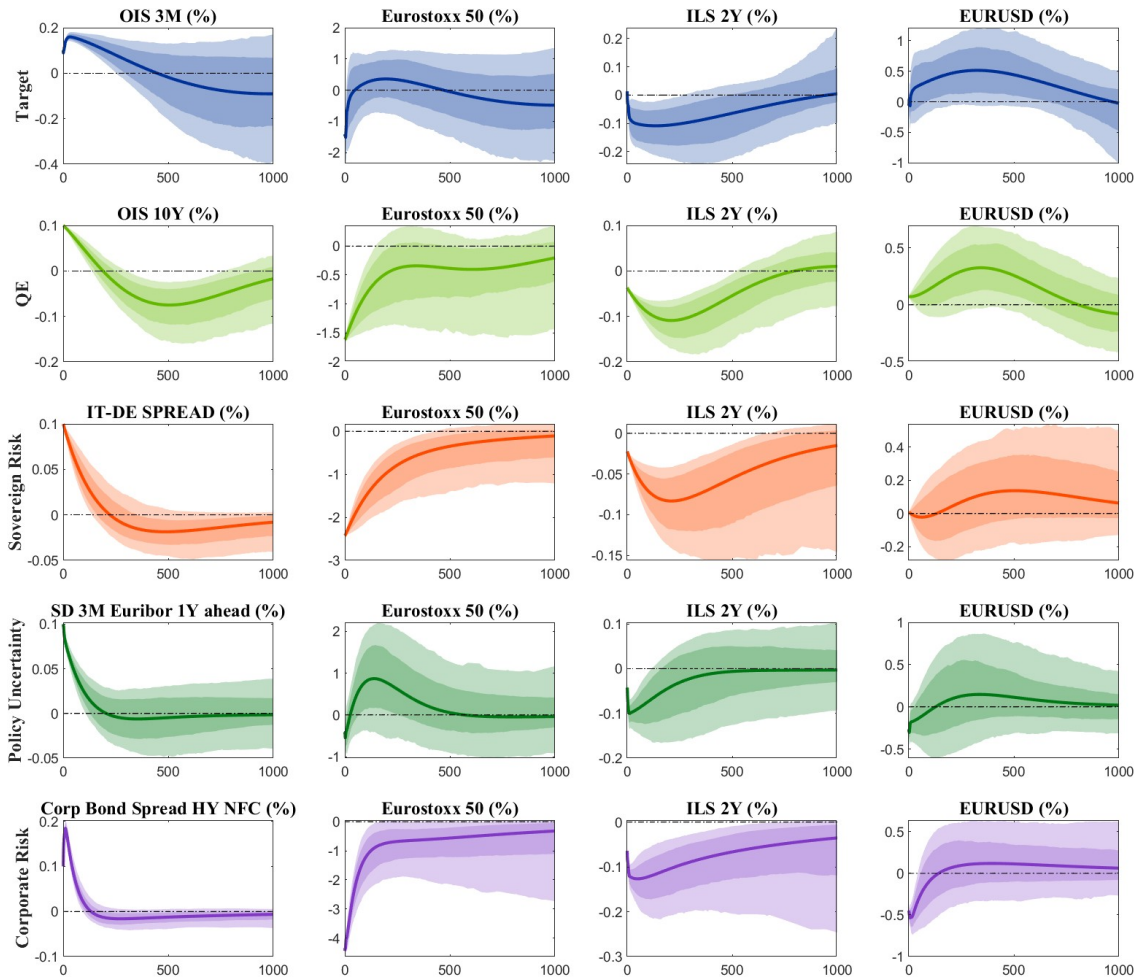 OIS 3M (%) Eurostoxx 50 (%) ILS 2Y (%) EURUSD (%)
Target
0.2 0 -0.2 -0.4
2 1 0 -1 -2
0.2 0.1 0 -0.1 -0.2
1 0.5 0 -0.5 -1
0 500 1000 0 500 1000 0 500 1000 0 500 1000
OIS 10Y (%) Eurostoxx 50 (%) ILS 2Y (%) EURUSD (%)
QE
0.1 0 -0.1 -0.2
0 -0.5 -1 -1.5 -2
0.1 0 -0.1 -0.2
0.5 0 -0.5
0 500 1000 0 500 1000 0 500 1000 0 500 1000
IT-DE SPREAD (%) Eurostoxx 50 (%) ILS 2Y (%) EURUSD (%)
Sovereign Risk
0.1 0.05 0 -0.05
0 -1 -2 -3
0 -0.05 -0.1 -0.15
0.4 0.2 0 -0.2
0 500 1000 0 500 1000 0 500 1000 0 500 1000
SD 3M Euribor 1Y ahead (%) Eurostoxx 50 (%) ILS 2Y (%) EURUSD (%)
Policy Uncertainty
0.1 0.05 0 -0.05
2 1 0 -1
0.1 0 -0.1 -0.2
1 0.5 0 -0.5
0 500 1000 0 500 1000 0 500 1000 0 500 1000
Corp Bond Spread HY NFC (%) Eurostoxx 50 (%) ILS 2Y (%) EURUSD (%)
Corporate Risk
0.2 0.1 0 -0.1
0 -1 -2 -3 -4
0 -0.1 -0.2 -0.3
0.5 0 -0.5 -1
0 500 1000 0 500 1000 0 500 1000 0 500 1000